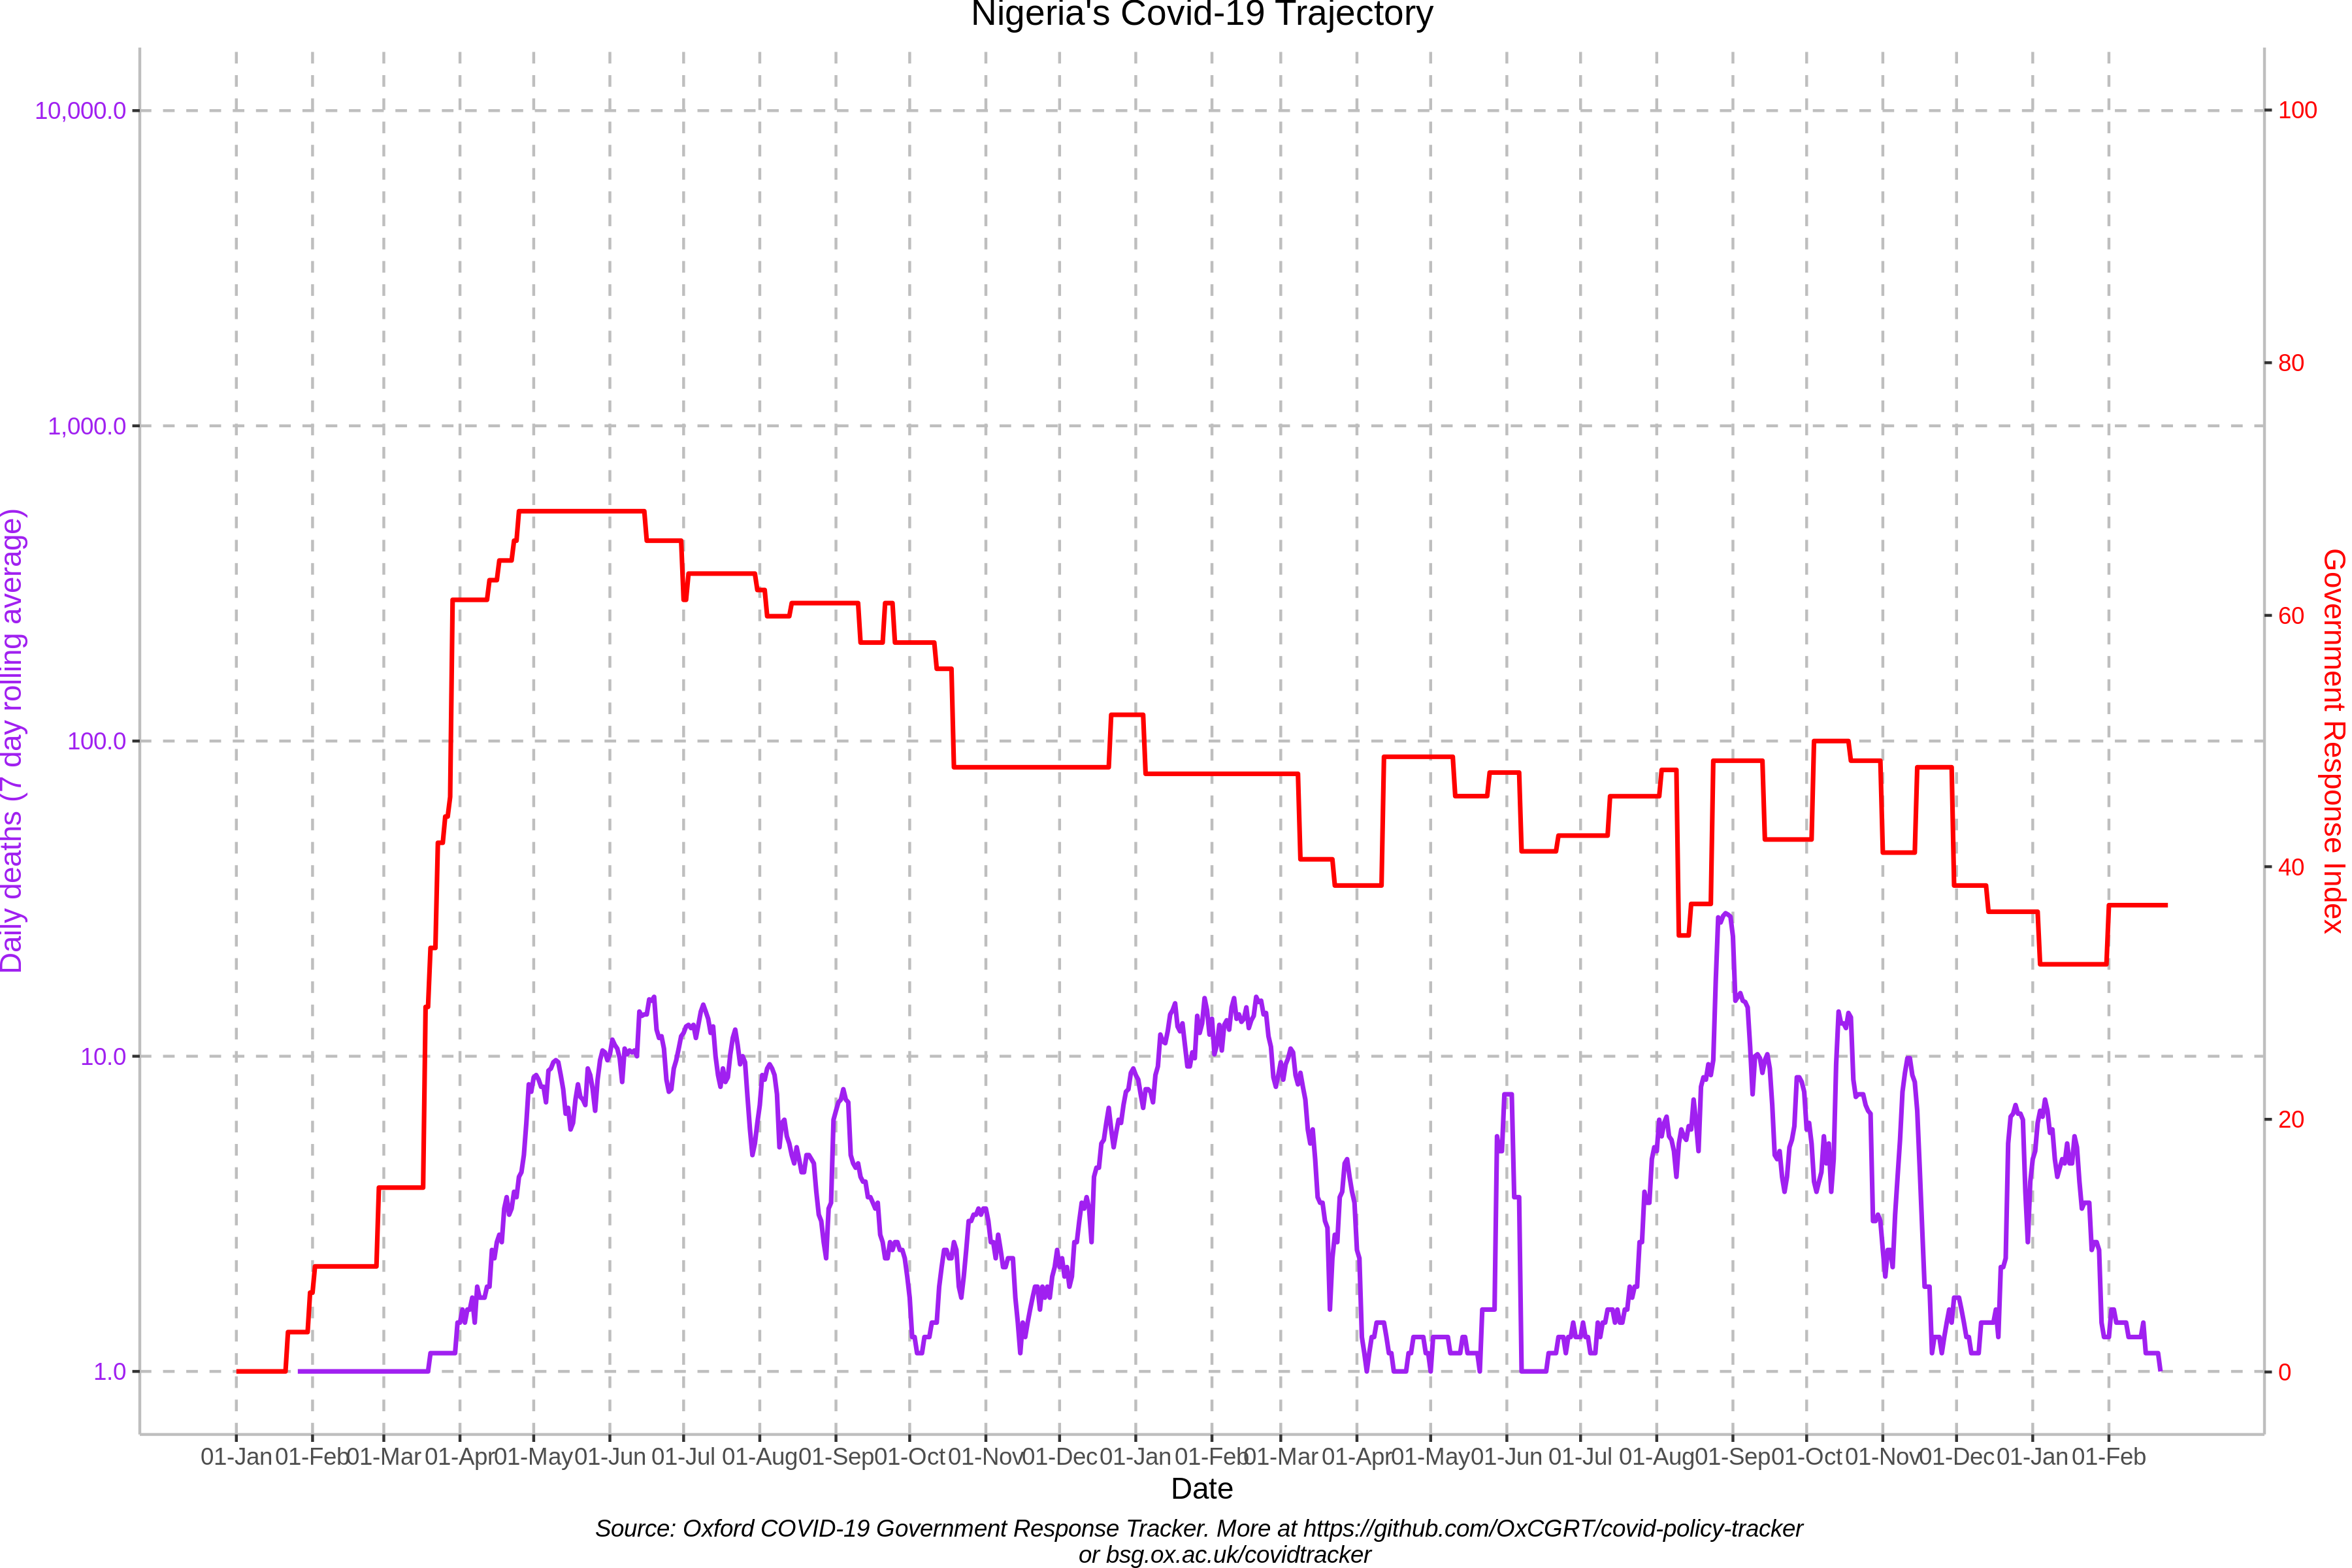 Nigeria's Covid-19 Trajectory
10,000.0
1,000.0
100.0
10.0
1.0
Daily deaths (7 day rolling average)
100
80
60
40
20
0
Government Response Index
01-Jan 01-Feb 01-Mar 01-Apr 01-May 01-Jun 01-Jul 01-Aug 01-Sep 01-Oct 01-Nov 01-Dec 01-Jan 01-Feb 01-Mar 01-Apr 01-May 01-Jun 01-Jul 01-Aug 01-Sep 01-Oct 01-Nov 01-Dec 01-Jan 01-Feb
Date
Source: Oxford COVID-19 Government Response Tracker. More at https://github.com/OxCGRT/covid-policy-tracker
or bsg.ox.ac.uk/covidtracker